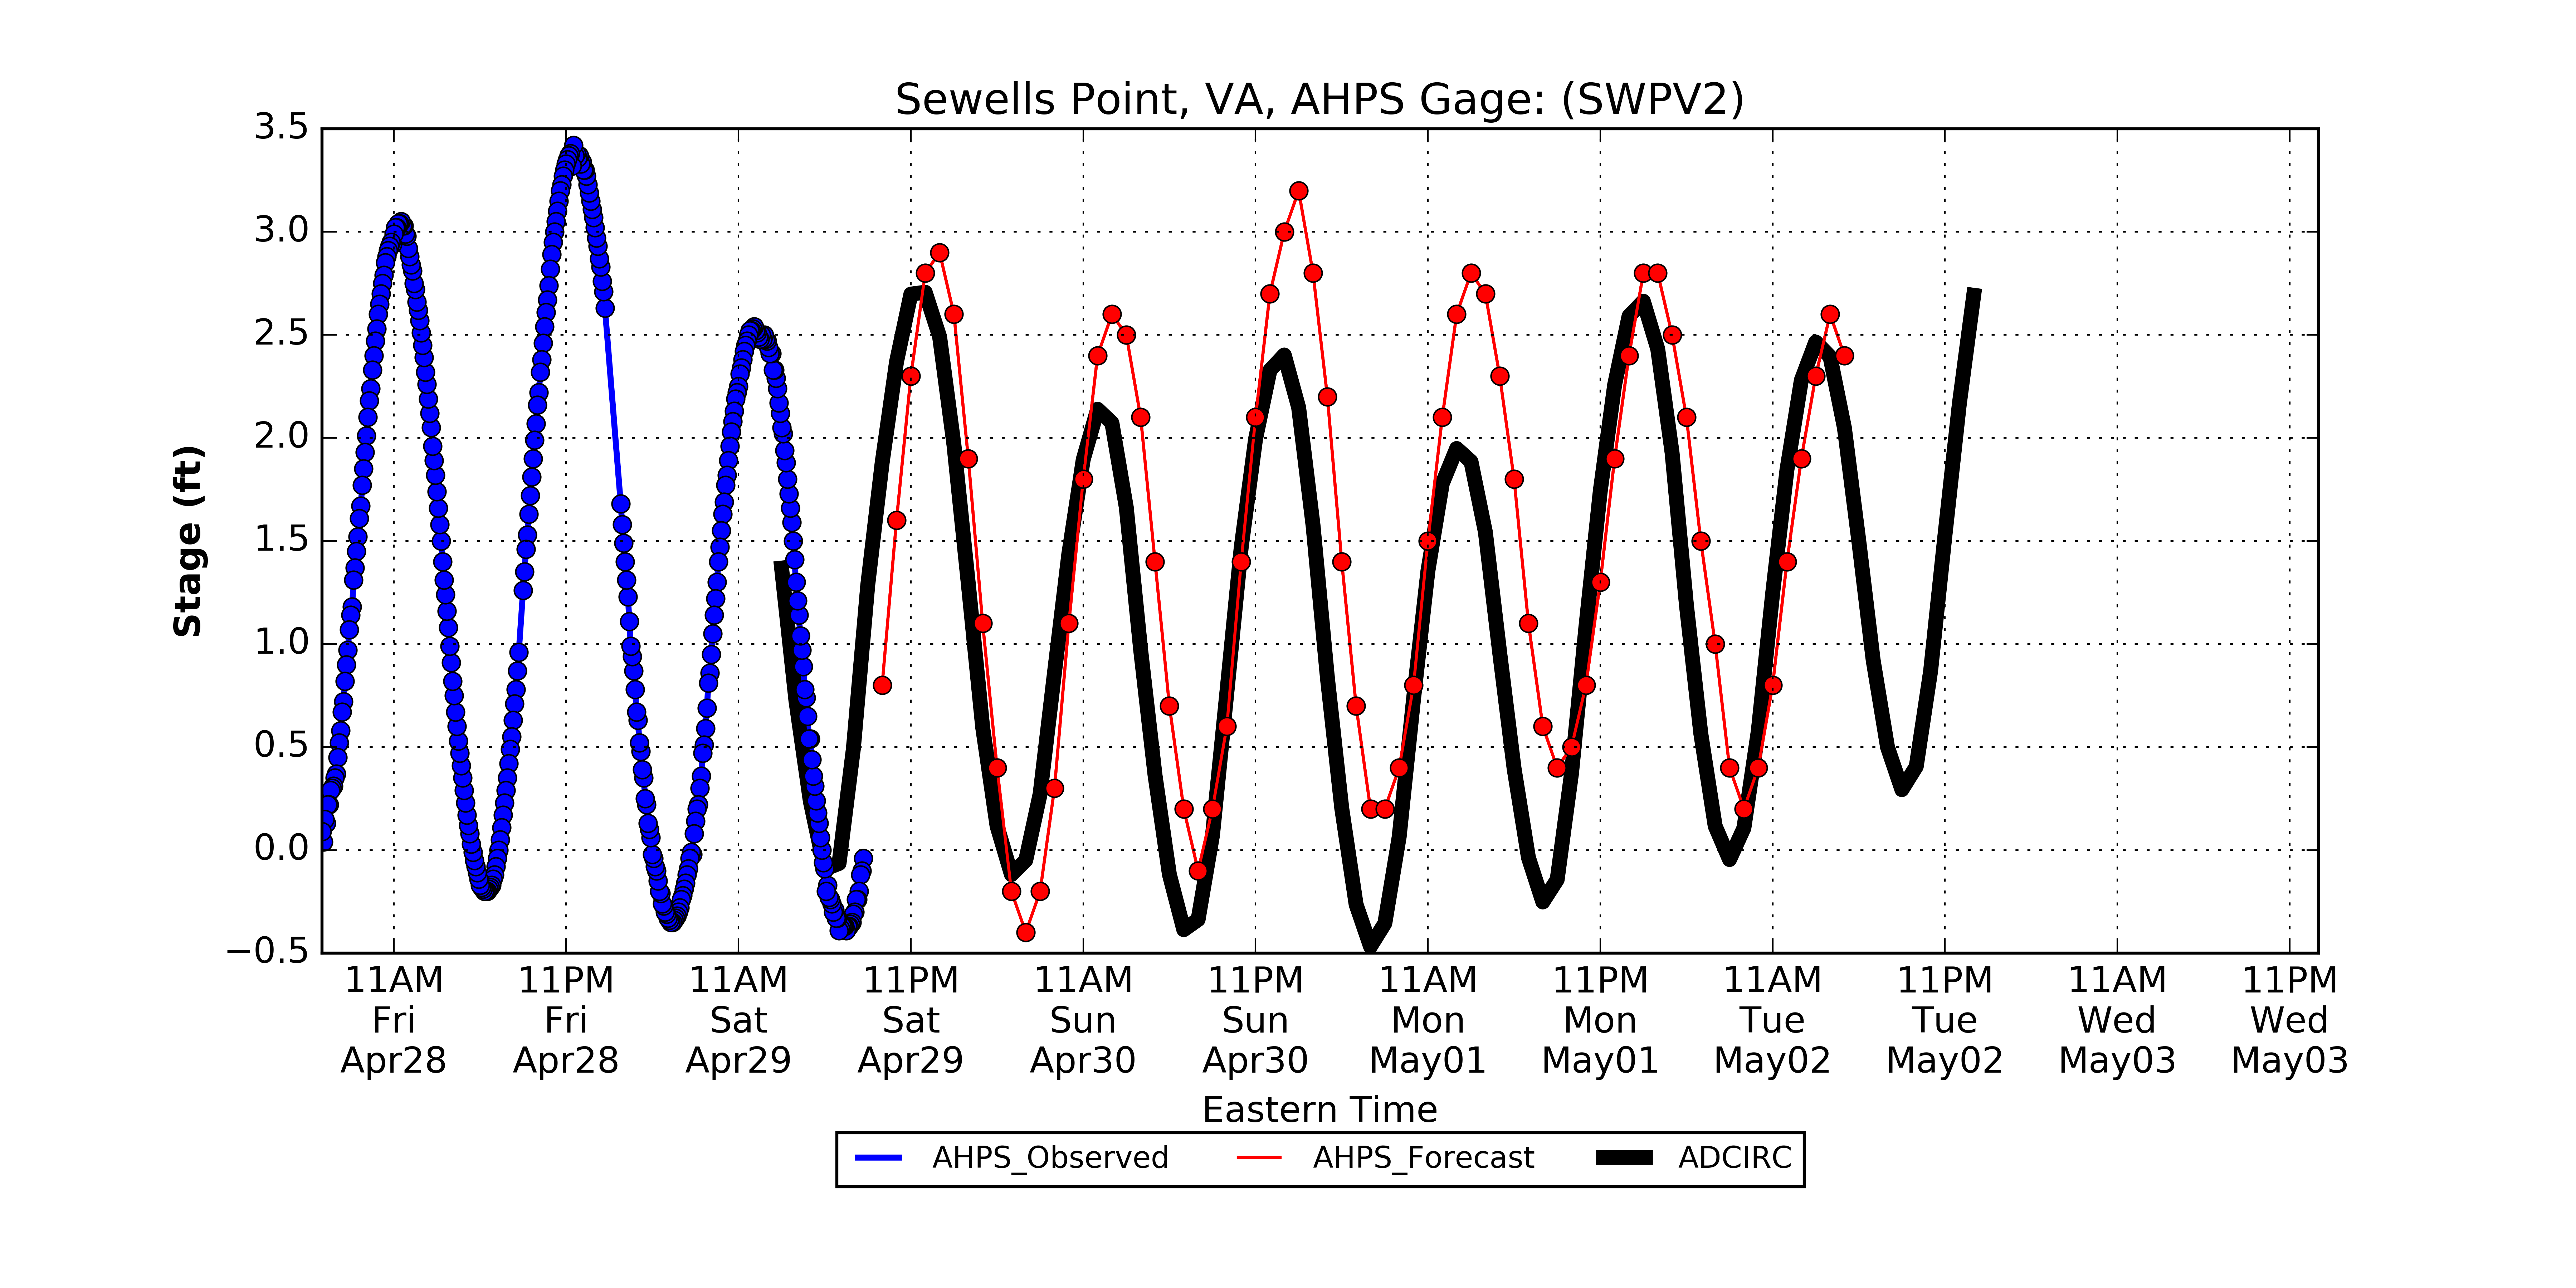 Sewells Point, VA, AHPS Gage: (SWPV2)
Stage (ft)
3.5
3.0
2.5
2.0
1.5
1.0
0.5
0.0
−0.5
11AM 11PM 11AM 11PM 11AM 11PM 11AM 11PM 11AM 11PM 11AM 11PM
Fri Fri Sat Sat Sun Sun Mon Mon Tue Tue Wed Wed
Apr28 Apr28 Apr29 Apr29 Apr30 Apr30 May01 May01 May02 May02 May03 May03
Eastern Time
AHPS_Observed AHPS_Forecast ADCIRC